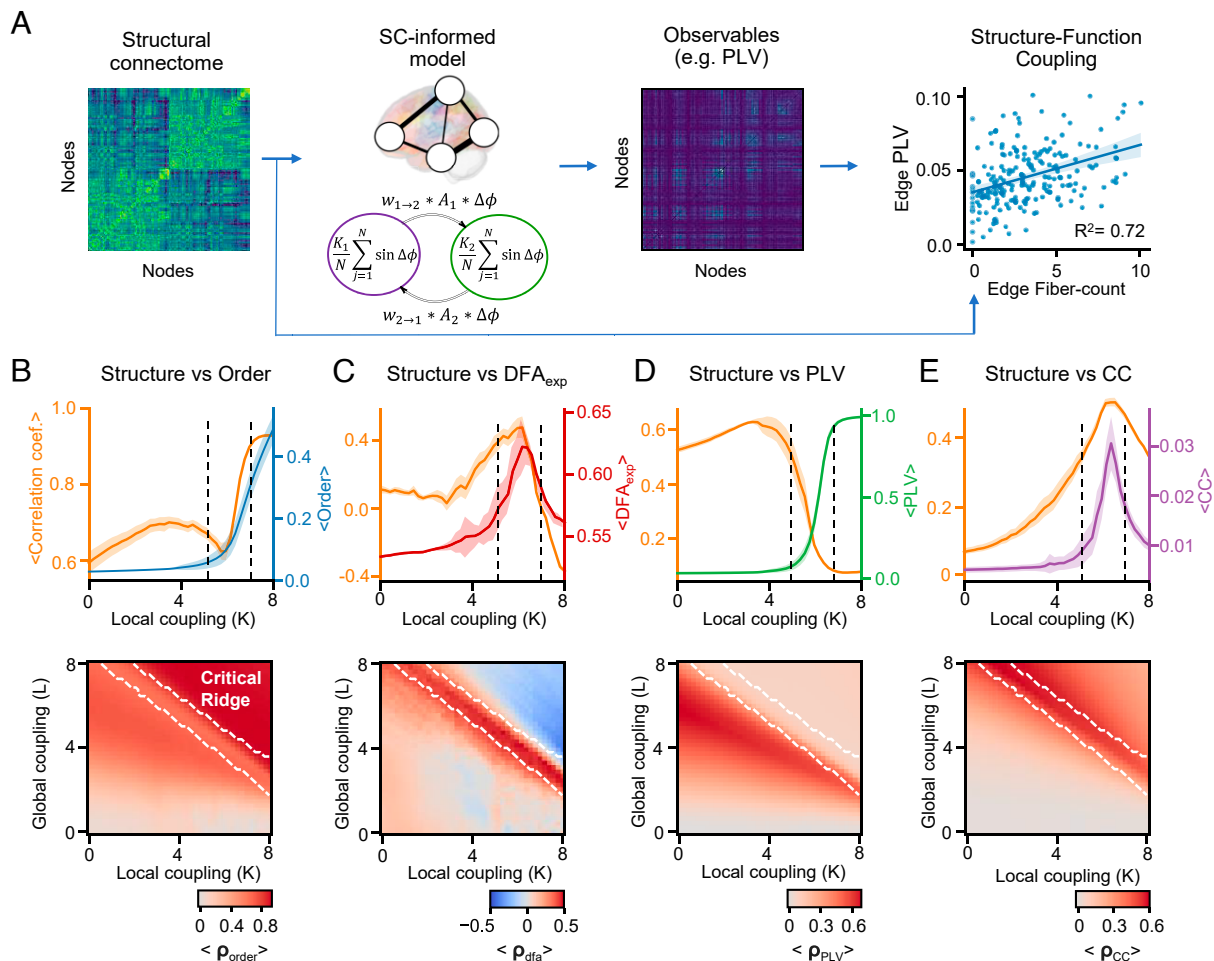 A
Structural
connectome
Nodes
Nodes
SC-informed
model
w₁→₂ ∗ A₁ ∗ Δϕ
K₁/N ∑ⱼ₌₁ᴺ sin Δϕ
K₂/N ∑ⱼ₌₁ᴺ sin Δϕ
w₂→₁ ∗ A₂ ∗ Δϕ
Observables
(e.g. PLV)
Nodes
Nodes
Structure-Function
Coupling
Edge PLV
0.10
0.05
0.0
R²= 0.72
0 5 10
Edge Fiber-count
B
Structure vs Order
<Correlation coef.>
1.0
0.8
0.6
0.4
0.2
0.0
<Order>
0 4 8
Local coupling (K)
C
Structure vs DFAexp
0.4
0.0
-0.4
0.65
0.60
0.55
<DFAexp>
0 4 8
Local coupling (K)
D
Structure vs PLV
0.6
0.4
0.2
1.0
0.5
0.0
<PLV>
0 4 8
Local coupling (K)
E
Structure vs CC
0.4
0.2
0
0.03
0.02
0.01
<CC>
0 4 8
Local coupling (K)
Global coupling (L)
8
4
0
Critical
Ridge
0 4 8
Local coupling (K)
0 0.4 0.8
< ρorder>
Global coupling (L)
8
4
0
0 4 8
Local coupling (K)
−0.5 0 0.5
< ρdfa>
Global coupling (L)
8
4
0
0 4 8
Local coupling (K)
0 0.3 0.6
< ρPLV>
Global coupling (L)
8
4
0
0 4 8
Local coupling (K)
0 0.3 0.6
< ρCC>